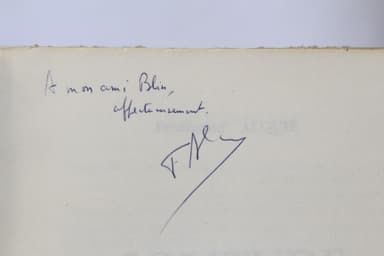 A mon ami Blin,
affectueusement.